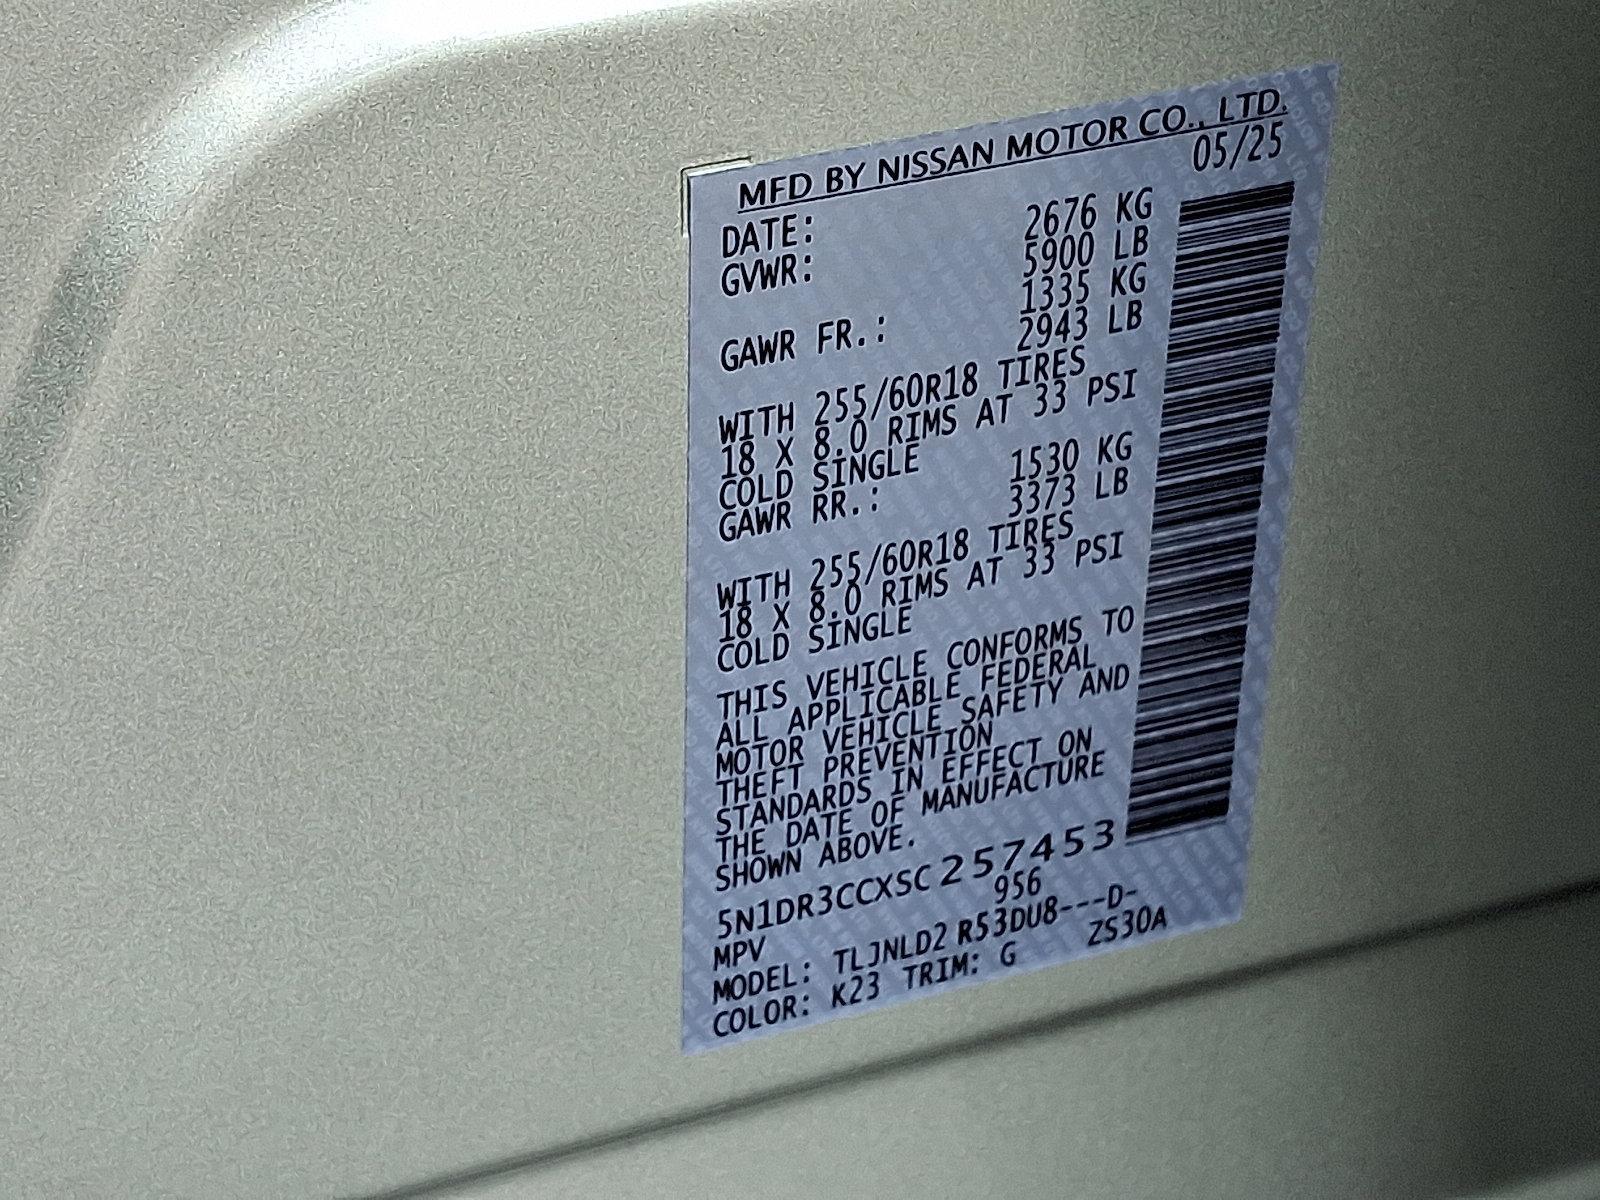 MFD BY NISSAN MOTOR CO., LTD.
DATE: 05/25
GVWR: 2676 KG
5900 LB
GAWR FR.: 1335 KG
2943 LB
WITH 255/60R18 TIRES
18 X 8.0 RIMS AT 33 PSI
COLD SINGLE
GAWR RR.: 1530 KG
3373 LB
WITH 255/60R18 TIRES
18 X 8.0 RIMS AT 33 PSI
COLD SINGLE
THIS VEHICLE CONFORMS TO
ALL APPLICABLE FEDERAL
MOTOR VEHICLE SAFETY AND
THEFT PREVENTION
STANDARDS IN EFFECT ON
THE DATE OF MANUFACTURE
SHOWN ABOVE.
5N1DR3CCXSC257453
MPV 956
MODEL: TLJNLD2 R53DU8---D-
COLOR: K23 TRIM: G ZS30A